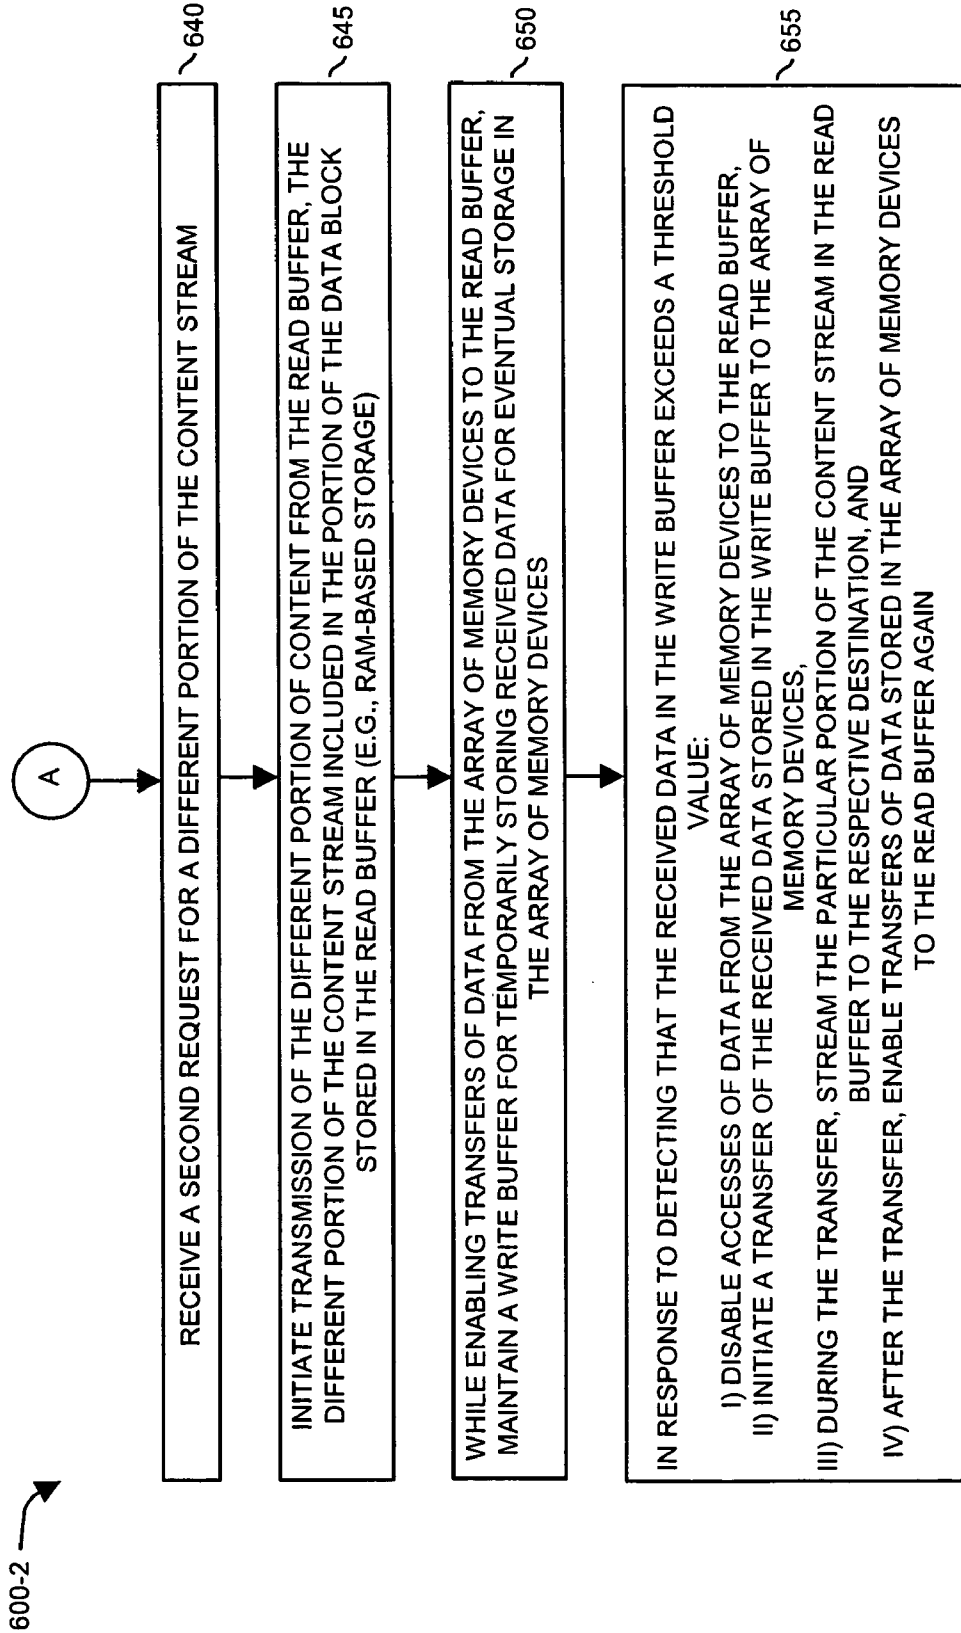 600-2
A
RECEIVE A SECOND REQUEST FOR A DIFFERENT PORTION OF THE CONTENT STREAM
640
INITIATE TRANSMISSION OF THE DIFFERENT PORTION OF CONTENT FROM THE READ BUFFER, THE
DIFFERENT PORTION OF THE CONTENT STREAM INCLUDED IN THE PORTION OF THE DATA BLOCK
STORED IN THE READ BUFFER (E.G., RAM-BASED STORAGE)
645
WHILE ENABLING TRANSFERS OF DATA FROM THE ARRAY OF MEMORY DEVICES TO THE READ BUFFER,
MAINTAIN A WRITE BUFFER FOR TEMPORARILY STORING RECEIVED DATA FOR EVENTUAL STORAGE IN
THE ARRAY OF MEMORY DEVICES
650
IN RESPONSE TO DETECTING THAT THE RECEIVED DATA IN THE WRITE BUFFER EXCEEDS A THRESHOLD
VALUE:
I) DISABLE ACCESSES OF DATA FROM THE ARRAY OF MEMORY DEVICES TO THE READ BUFFER,
II) INITIATE A TRANSFER OF THE RECEIVED DATA STORED IN THE WRITE BUFFER TO THE ARRAY OF
MEMORY DEVICES,
III) DURING THE TRANSFER, STREAM THE PARTICULAR PORTION OF THE CONTENT STREAM IN THE READ
BUFFER TO THE RESPECTIVE DESTINATION, AND
IV) AFTER THE TRANSFER, ENABLE TRANSFERS OF DATA STORED IN THE ARRAY OF MEMORY DEVICES
TO THE READ BUFFER AGAIN
655